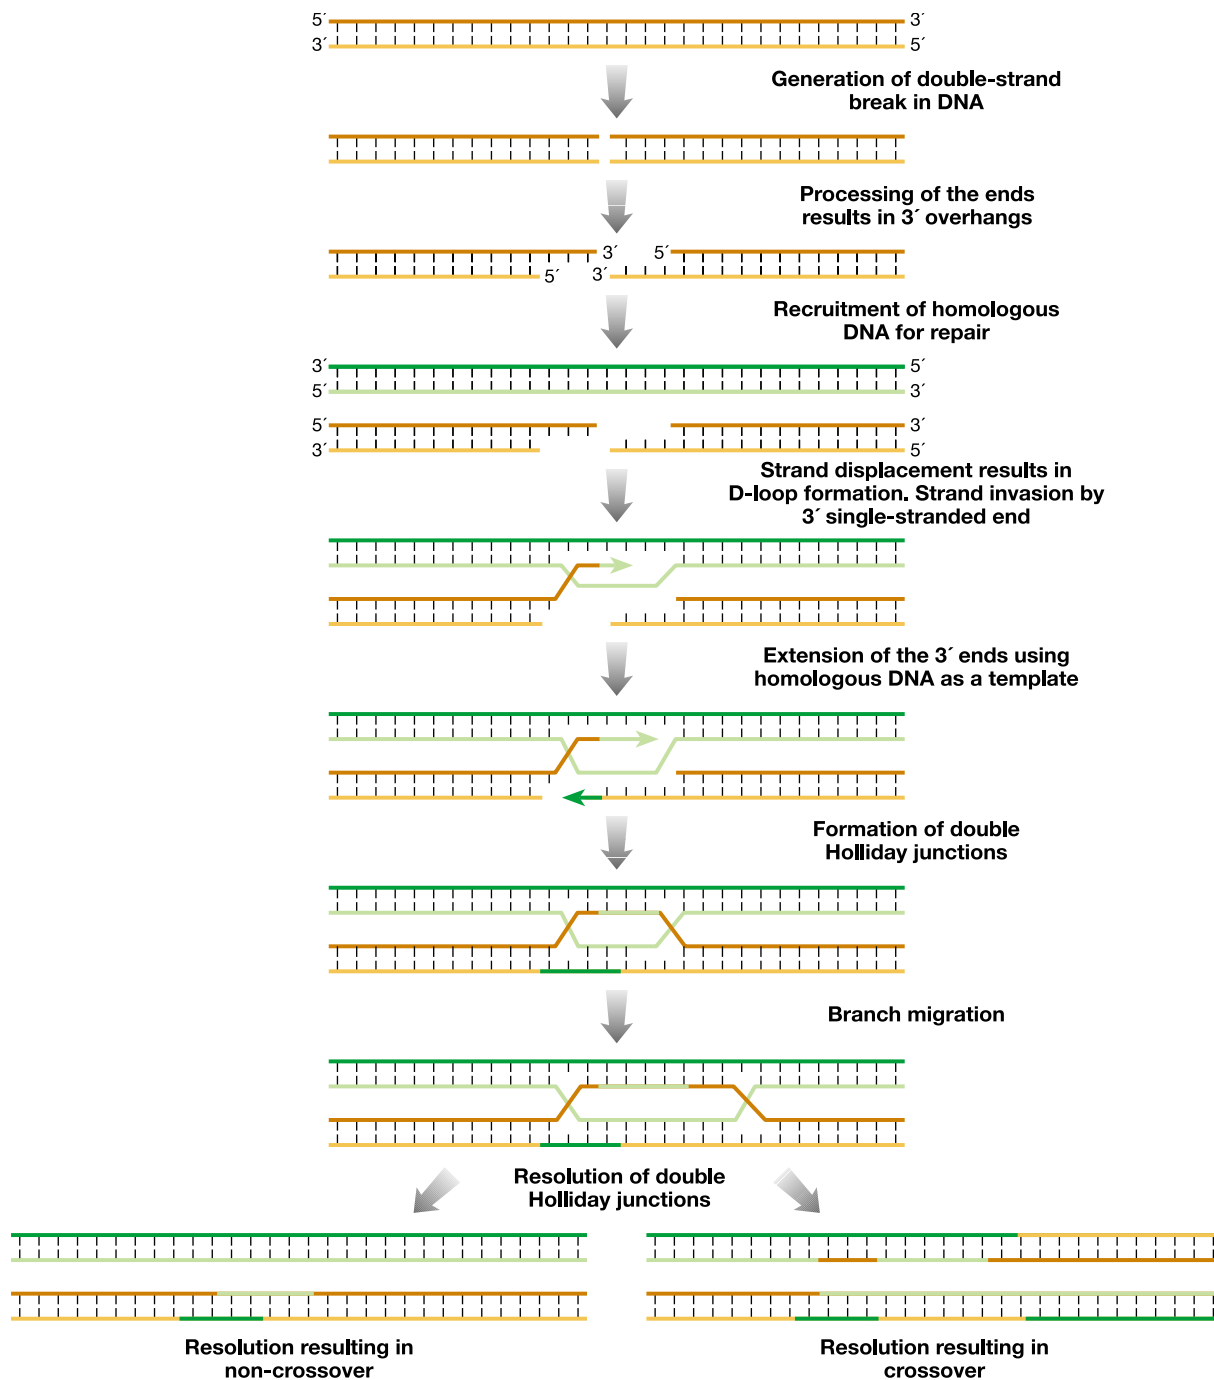 5´ 3´
3´ 5´
Generation of double-strand
break in DNA
Processing of the ends
results in 3´ overhangs
3´ 5´
5´ 3´
Recruitment of homologous
DNA for repair
3´ 5´
5´ 3´
5´ 3´
3´ 5´
Strand displacement results in
D-loop formation. Strand invasion by
3´ single-stranded end
Extension of the 3´ ends using
homologous DNA as a template
Formation of double
Holliday junctions
Branch migration
Resolution of double
Holliday junctions
Resolution resulting in
non-crossover
Resolution resulting in
crossover